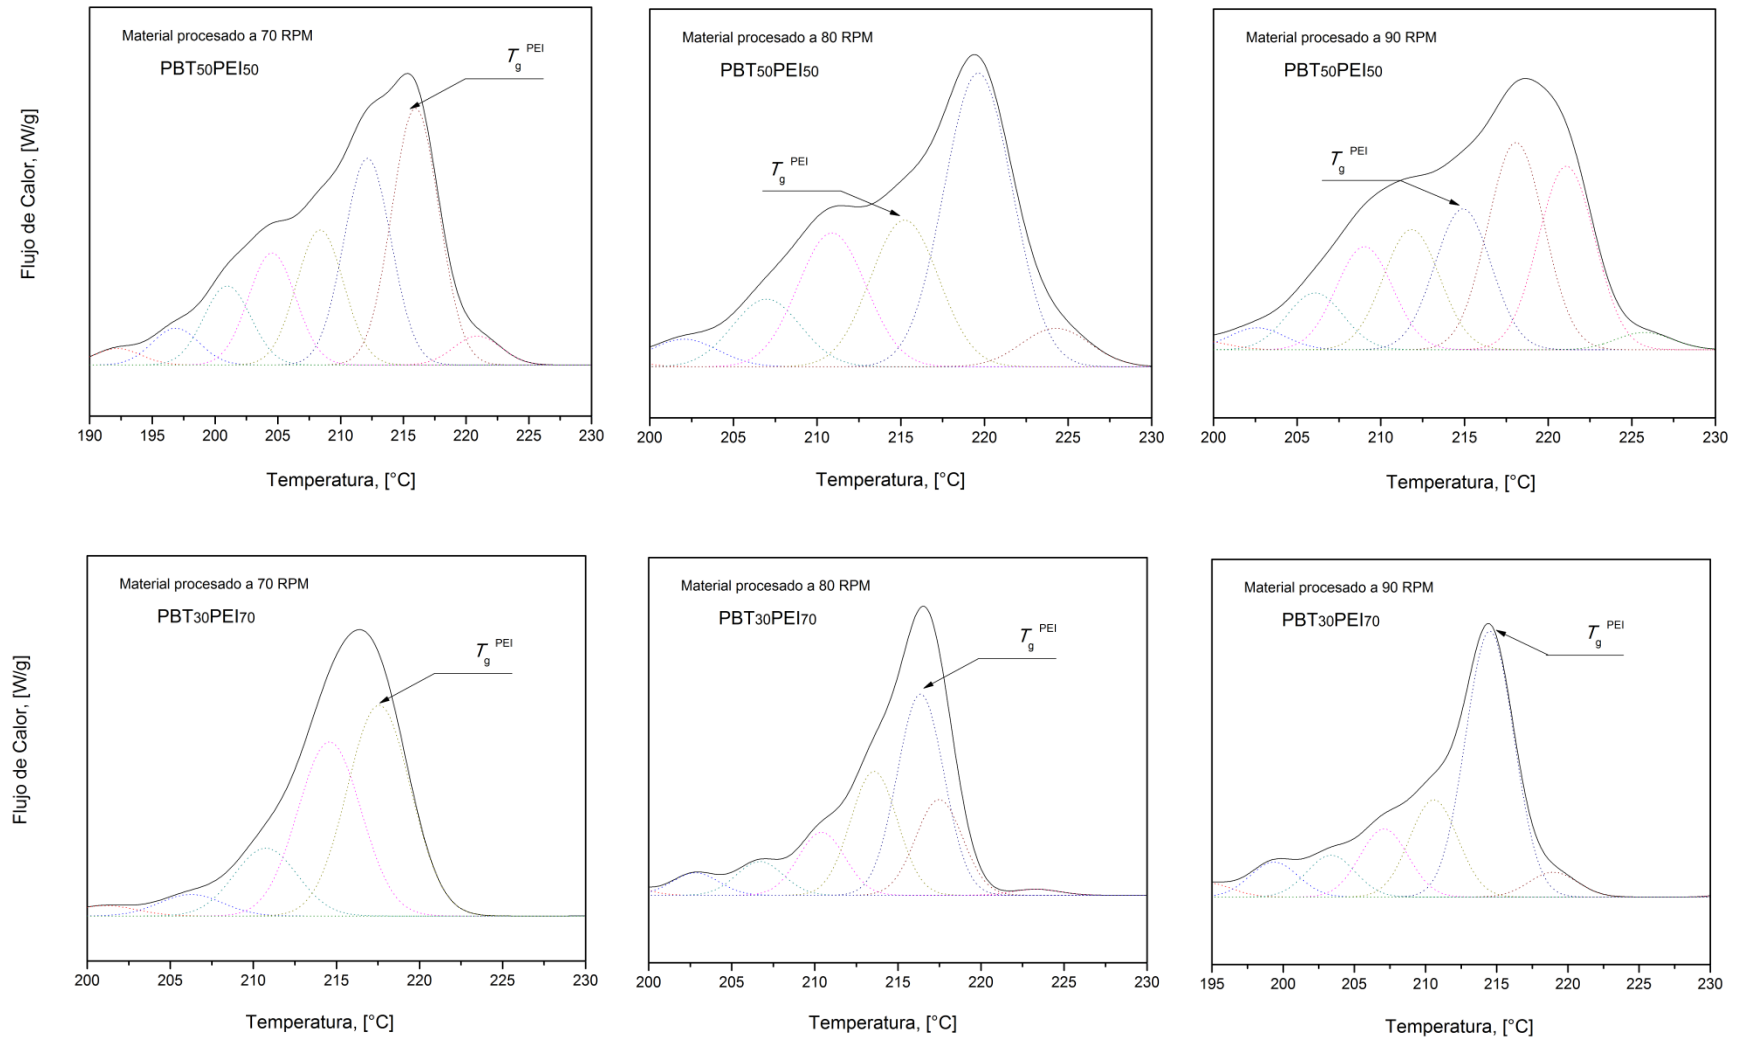 Material procesado a 70 RPM
PBT50PEI50
Tg PEI
Flujo de Calor, [W/g]
190 195 200 205 210 215 220 225 230
Temperatura, [°C]
Material procesado a 80 RPM
PBT50PEI50
Tg PEI
200 205 210 215 220 225 230
Temperatura, [°C]
Material procesado a 90 RPM
PBT50PEI50
Tg PEI
200 205 210 215 220 225 230
Temperatura, [°C]
Material procesado a 70 RPM
PBT30PEI70
Tg PEI
Flujo de Calor, [W/g]
200 205 210 215 220 225 230
Temperatura, [°C]
Material procesado a 80 RPM
PBT30PEI70
Tg PEI
200 205 210 215 220 225 230
Temperatura, [°C]
Material procesado a 90 RPM
PBT30PEI70
Tg PEI
195 200 205 210 215 220 225 230
Temperatura, [°C]